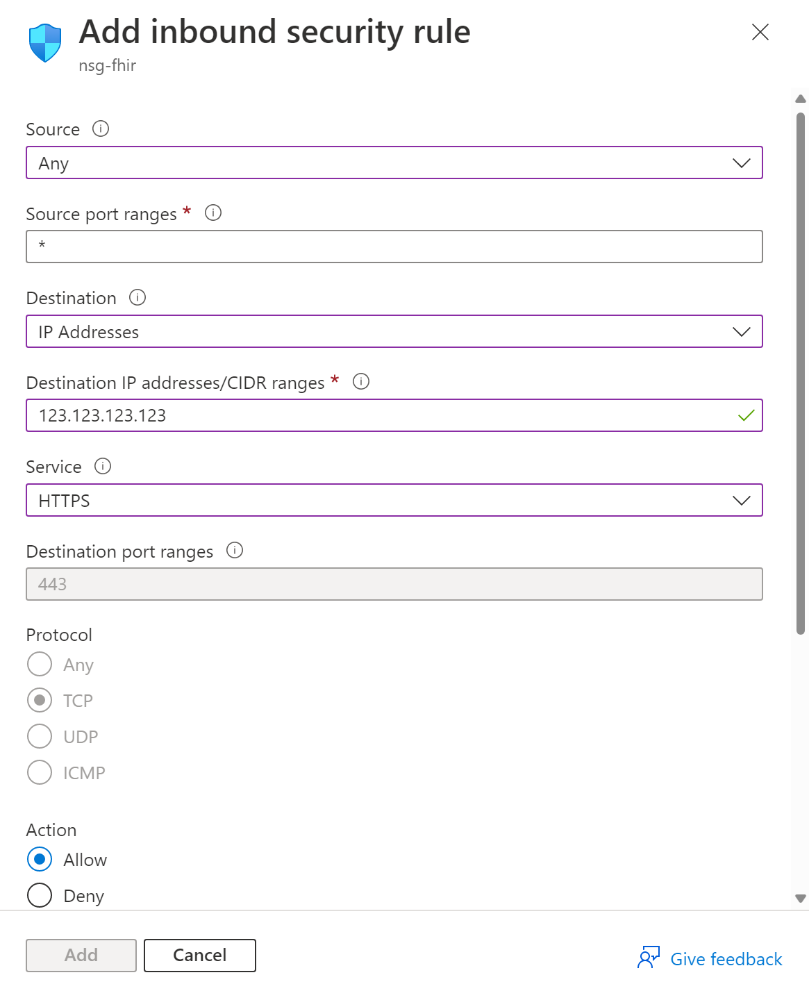 Add inbound security rule
nsg-fhir
Source
Any
Source port ranges *
*
Destination
IP Addresses
Destination IP addresses/CIDR ranges *
123.123.123.123
Service
HTTPS
Destination port ranges
443
Protocol
Any
TCP
UDP
ICMP
Action
Allow
Deny
Add Cancel Give feedback